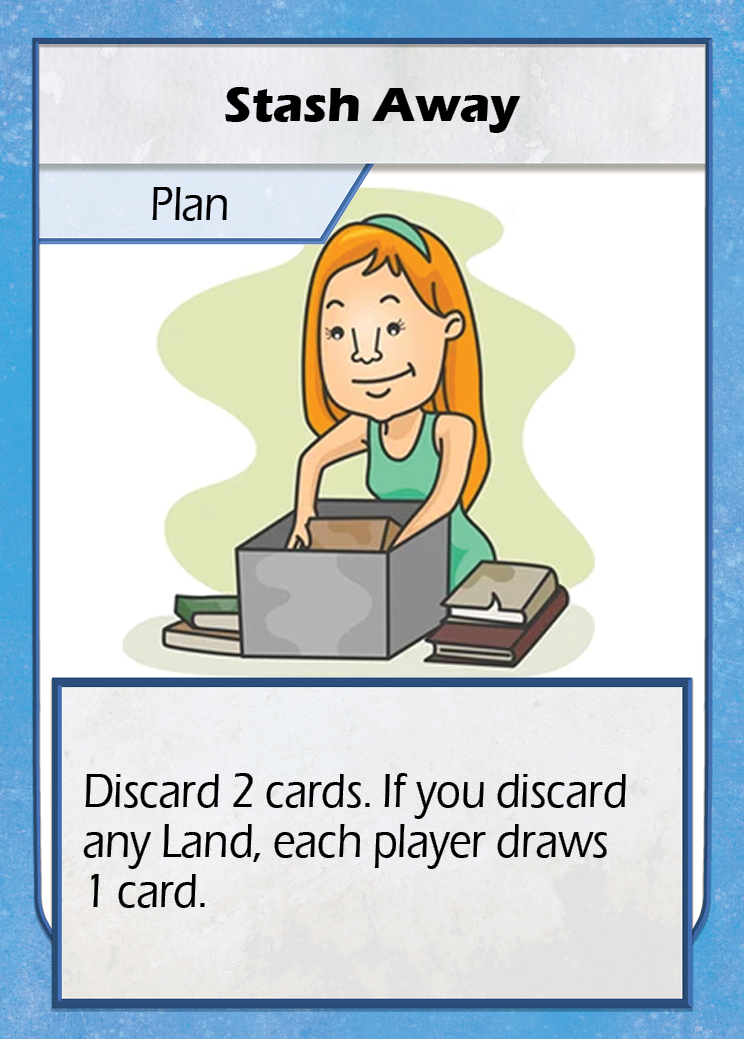 Stash Away
Plan
Discard 2 cards. If you discard
any Land, each player draws
1 card.